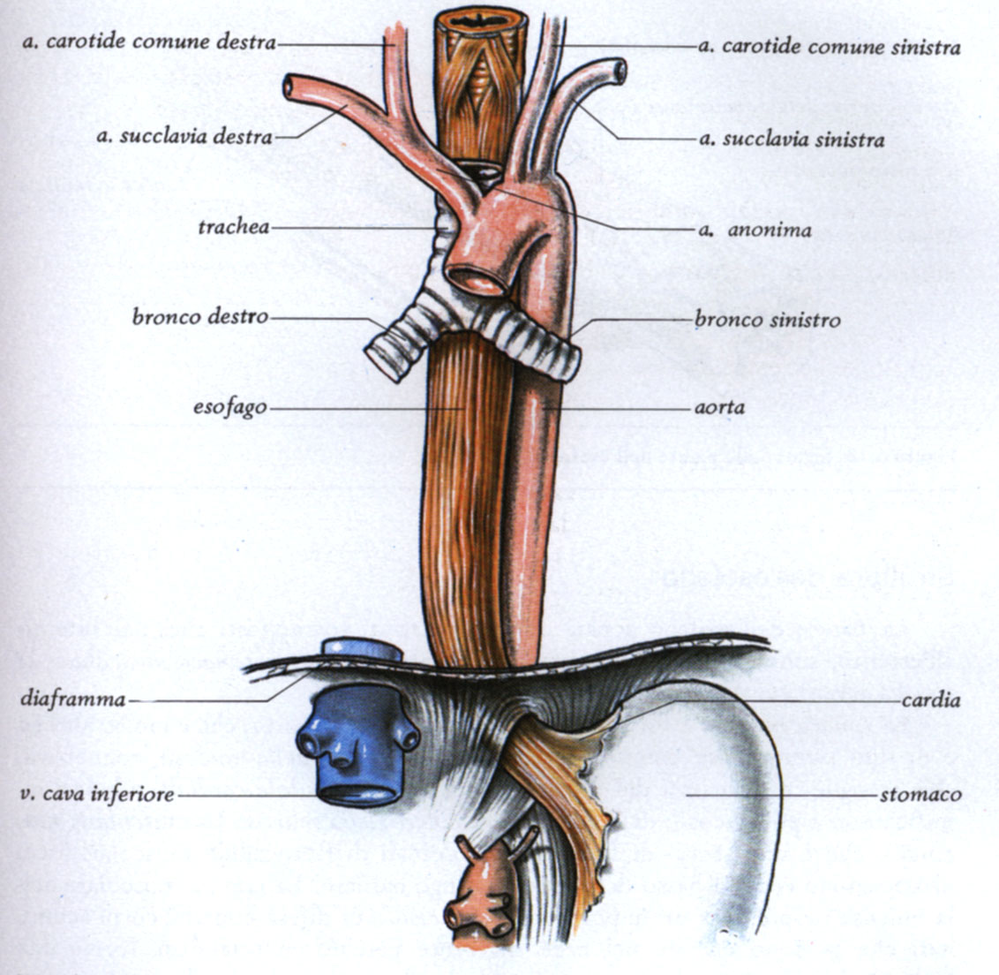 a. carotide comune destra
a. carotide comune sinistra
a. succlavia destra
a. succlavia sinistra
trachea
a. anonima
bronco destro
bronco sinistro
esofago
aorta
diaframma
cardia
v. cava inferiore
stomaco